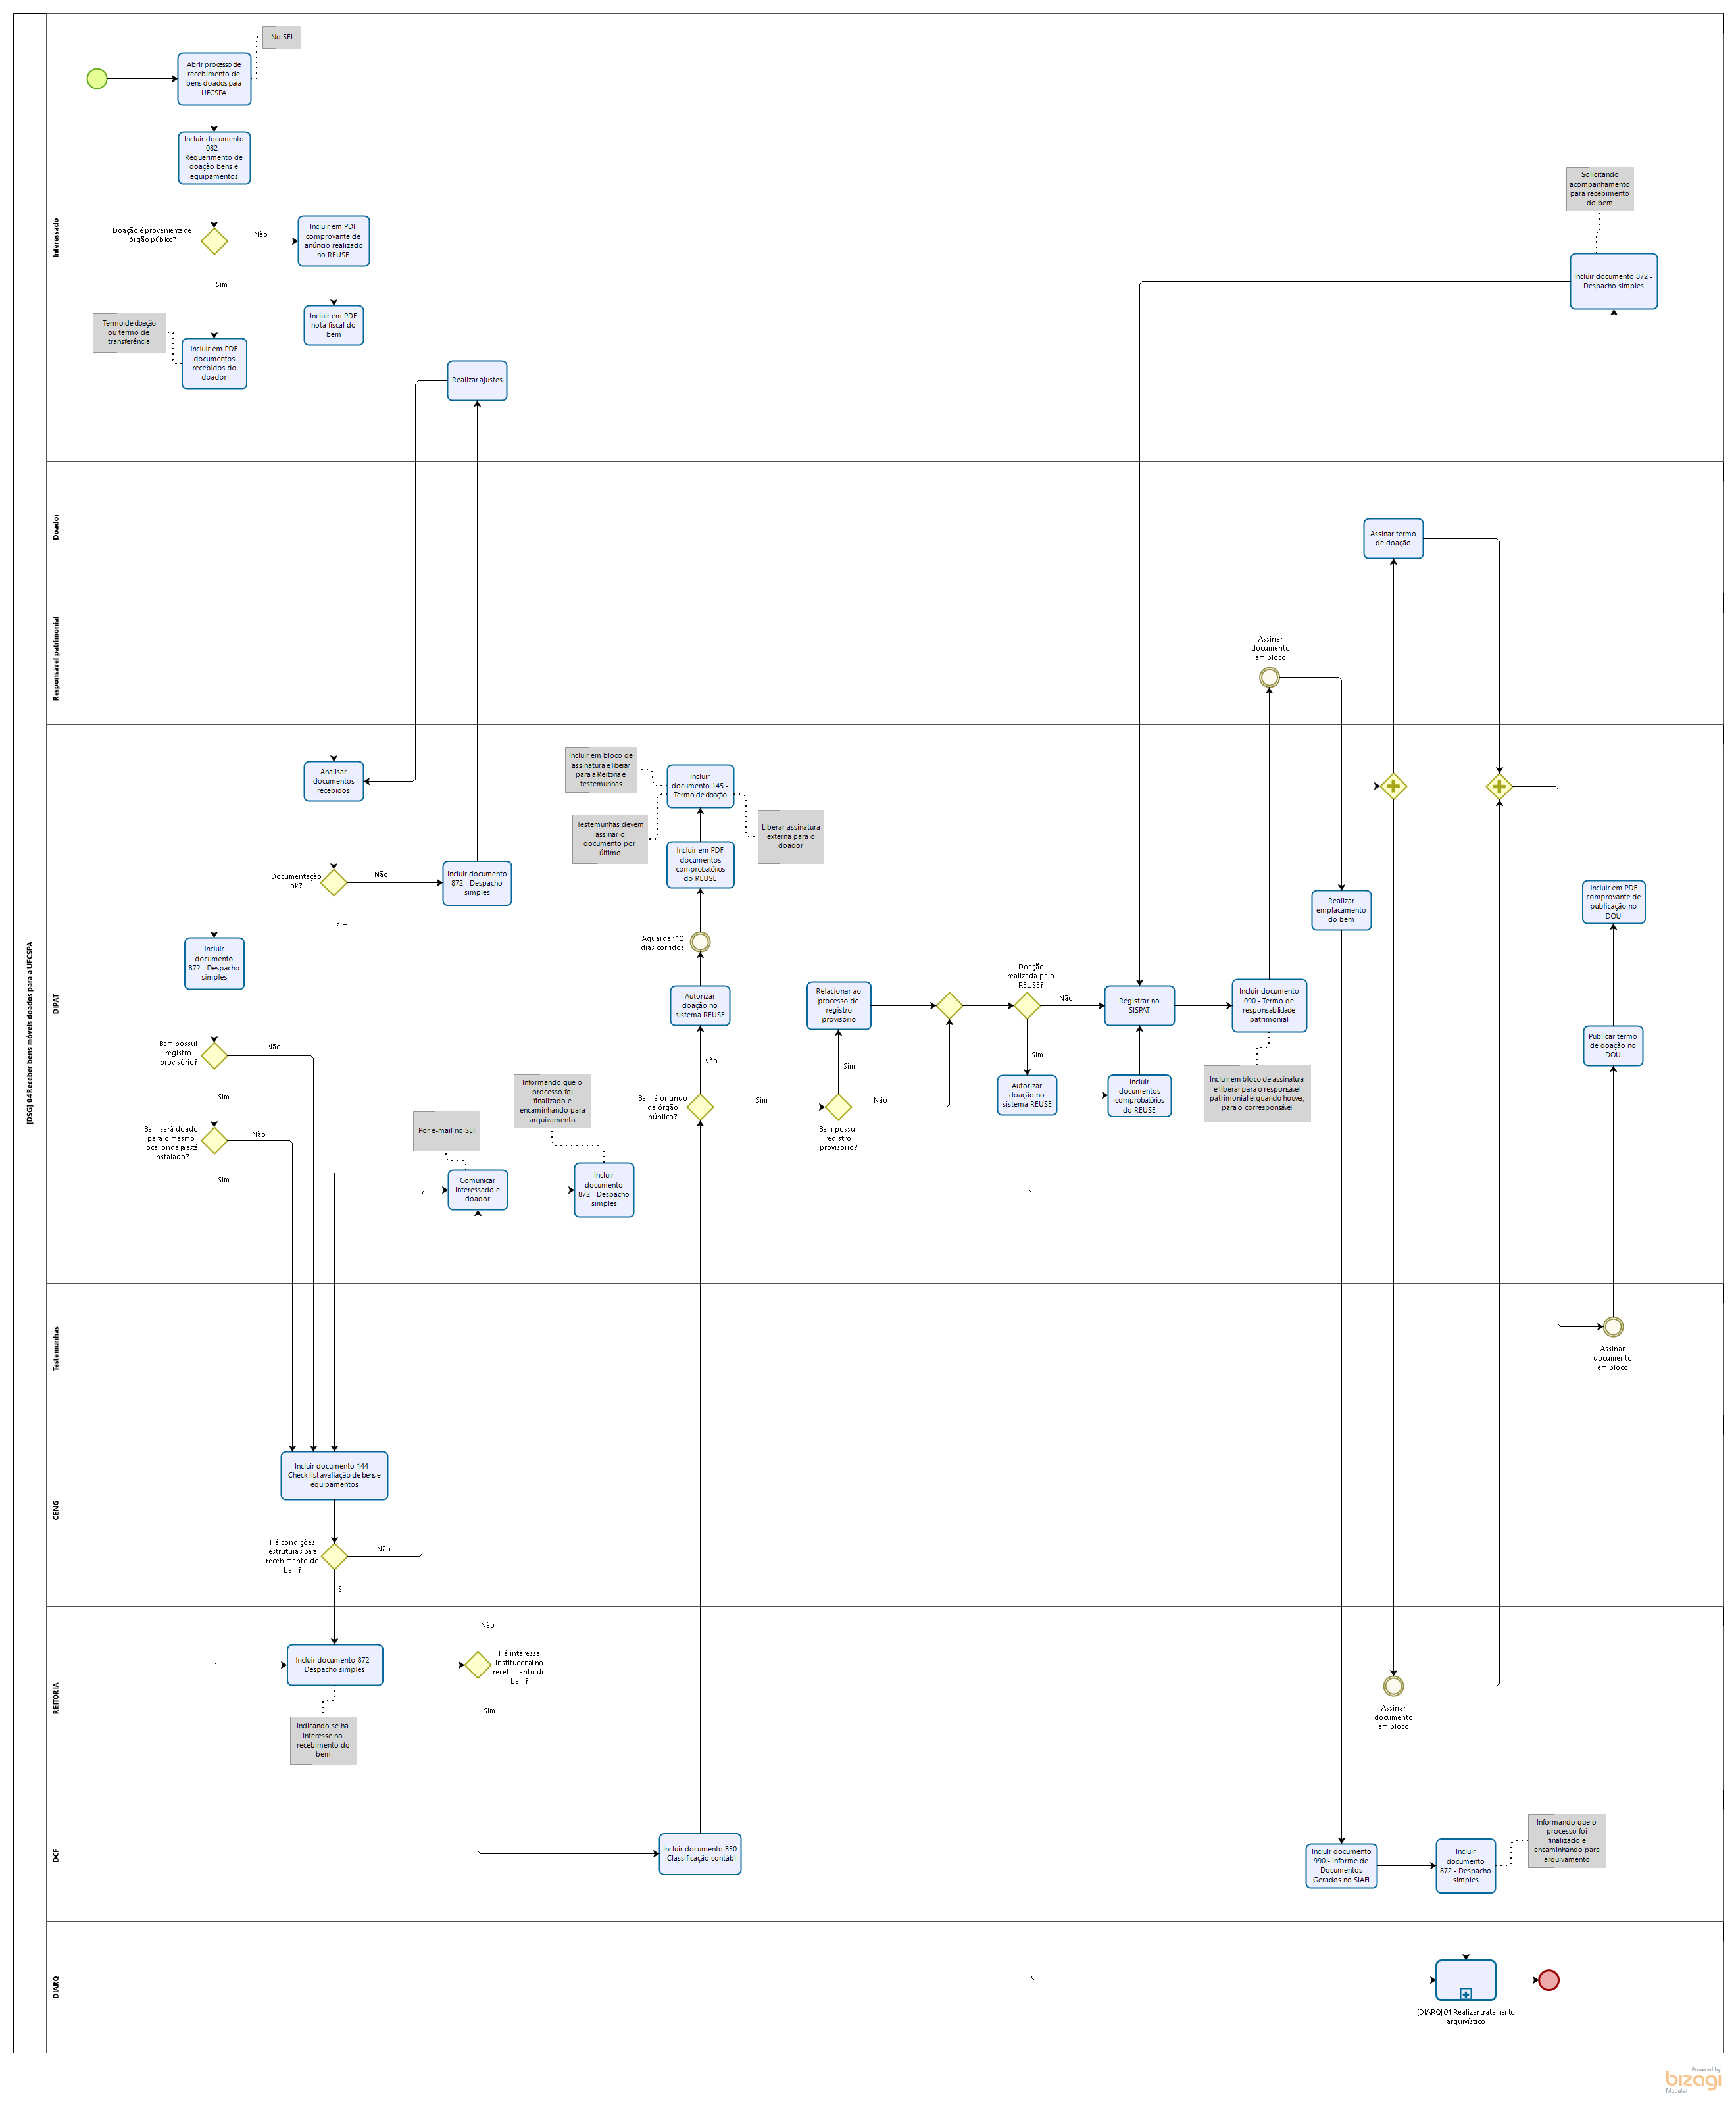 [DSG] 04 Receber bens móveis doados para a UFCSPA
Interessado
No SEI
Abrir processo de
recebimento de
bens doados para
UFCSPA
Incluir documento
082 -
Requerimento de
doação bens e
equipamentos
Doação é proveniente de
órgão público?
Não
Sim
Incluir em PDF
comprovante de
anúncio realizado
no REUSE
Incluir em PDF
nota fiscal do
bem
Termo de doação
ou termo de
transferência
Incluir em PDF
documentos
recebidos do
doador
Realizar ajustes
Solicitando
acompanhamento
para recebimento
do bem
Incluir documento 872 -
Despacho simples
Doador
Assinar termo
de doação
Responsável patrimonial
Assinar
documento
em bloco
DIPAT
Analisar
documentos
recebidos
Documentação
ok?
Não
Sim
Incluir documento
872 - Despacho
simples
Incluir
documento
872 - Despacho
simples
Bem possui
registro
provisório?
Não
Sim
Bem será doado
para o mesmo
local onde já está
instalado?
Não
Sim
Por e-mail no SEI
Comunicar
interessado e
doador
Informando que o
processo foi
finalizado e
encaminhando para
arquivamento
Incluir
documento
872 - Despacho
simples
Incluir em bloco de
assinatura e liberar
para a Reitoria e
testemunhas
Testemunhas devem
assinar o
documento por
último
Incluir
documento 145 -
Termo de doação
Liberar assinatura
externa para o
doador
Incluir em PDF
documentos
comprobatórios
do REUSE
Aguardar 10
dias corridos
Autorizar
doação no
sistema REUSE
Não
Bem é oriundo
de órgão
público?
Sim
Relacionar ao
processo de
registro
provisório
Sim
Não
Bem possui
registro
provisório?
Doação
realizada pelo
REUSE?
Não
Sim
Autorizar
doação no
sistema REUSE
Incluir
documentos
comprobatórios
do REUSE
Registrar no
SISPAT
Incluir documento
090 - Termo de
responsabilidade
patrimonial
Incluir em bloco de assinatura
e liberar para o responsável
patrimonial e, quando houver,
para o corresponsável
Realizar
emplacamento
do bem
Incluir em PDF
comprovante de
publicação no
DOU
Publicar termo
de doação no
DOU
Testemunhas
Assinar
documento
em bloco
CENG
Incluir documento 144 -
Check list avaliação de bens e
equipamentos
Há condições
estruturais para
recebimento do
bem?
Não
Sim
REITORIA
Incluir documento 872 -
Despacho simples
Indicando se há
interesse no
recebimento do
bem
Não
Há interesse
institudonal no
recebimento do
bem?
Sim
Assinar
documento
em bloco
DCF
Incluir documento 830
- Classificação contábil
Incluir documento
990 - Informe de
Documentos
Gerados no SIAFI
Incluir
documento
872 - Despacho
simples
Informando que o
processo foi
finalizado e
encaminhando para
arquivamento
DIARQ
[DIARQ] 01 Realizar tratamento
arquivístico
Powered by
bizagi
Modeler